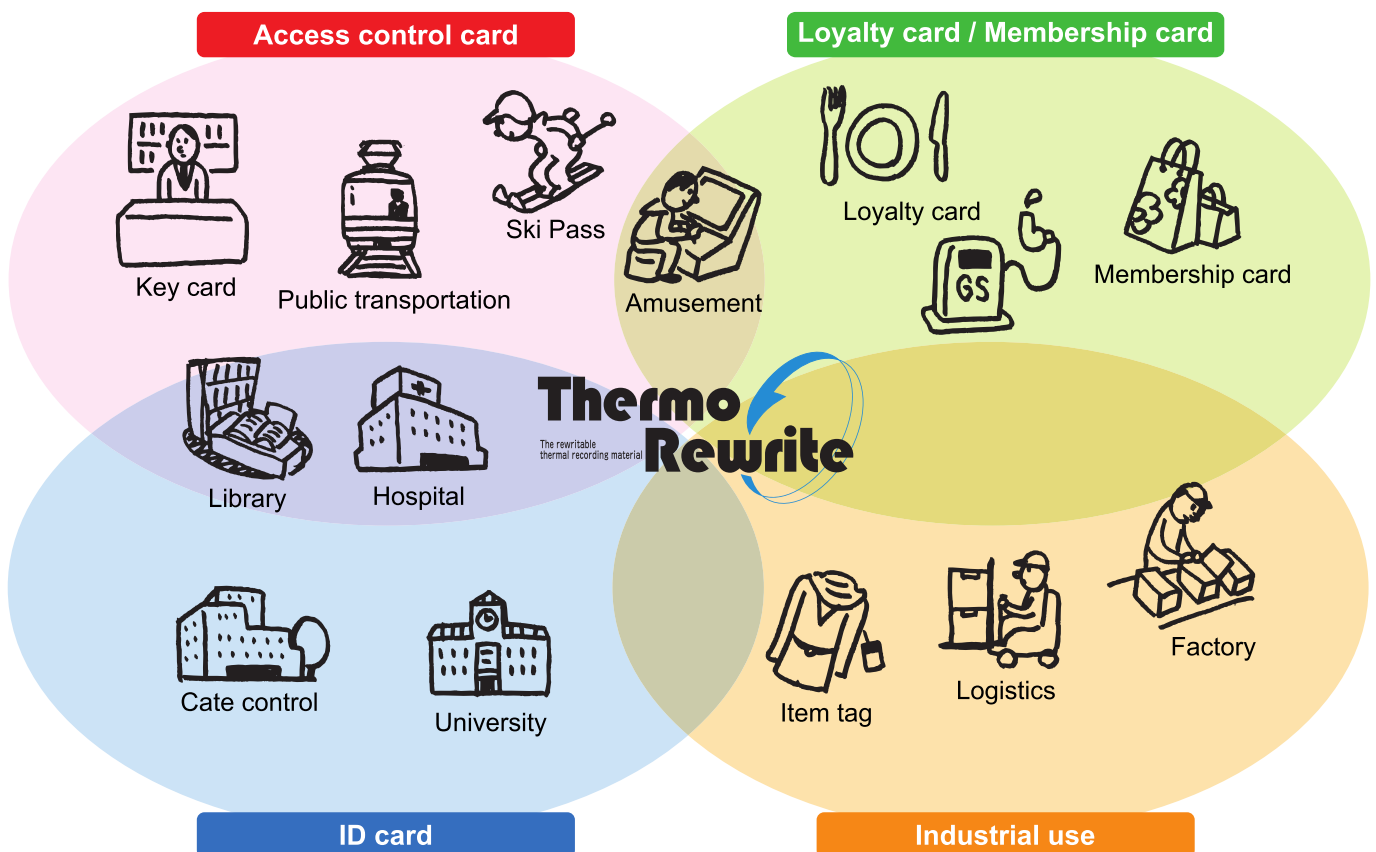 Access control card
Loyalty card / Membership card
Key card
Public transportation
Ski Pass
Amusement
Loyalty card
GS
Membership card
Library
Hospital
Thermo
The rewritable
thermal recording material
Rewrite
Cate control
University
Item tag
Logistics
Factory
ID card
Industrial use